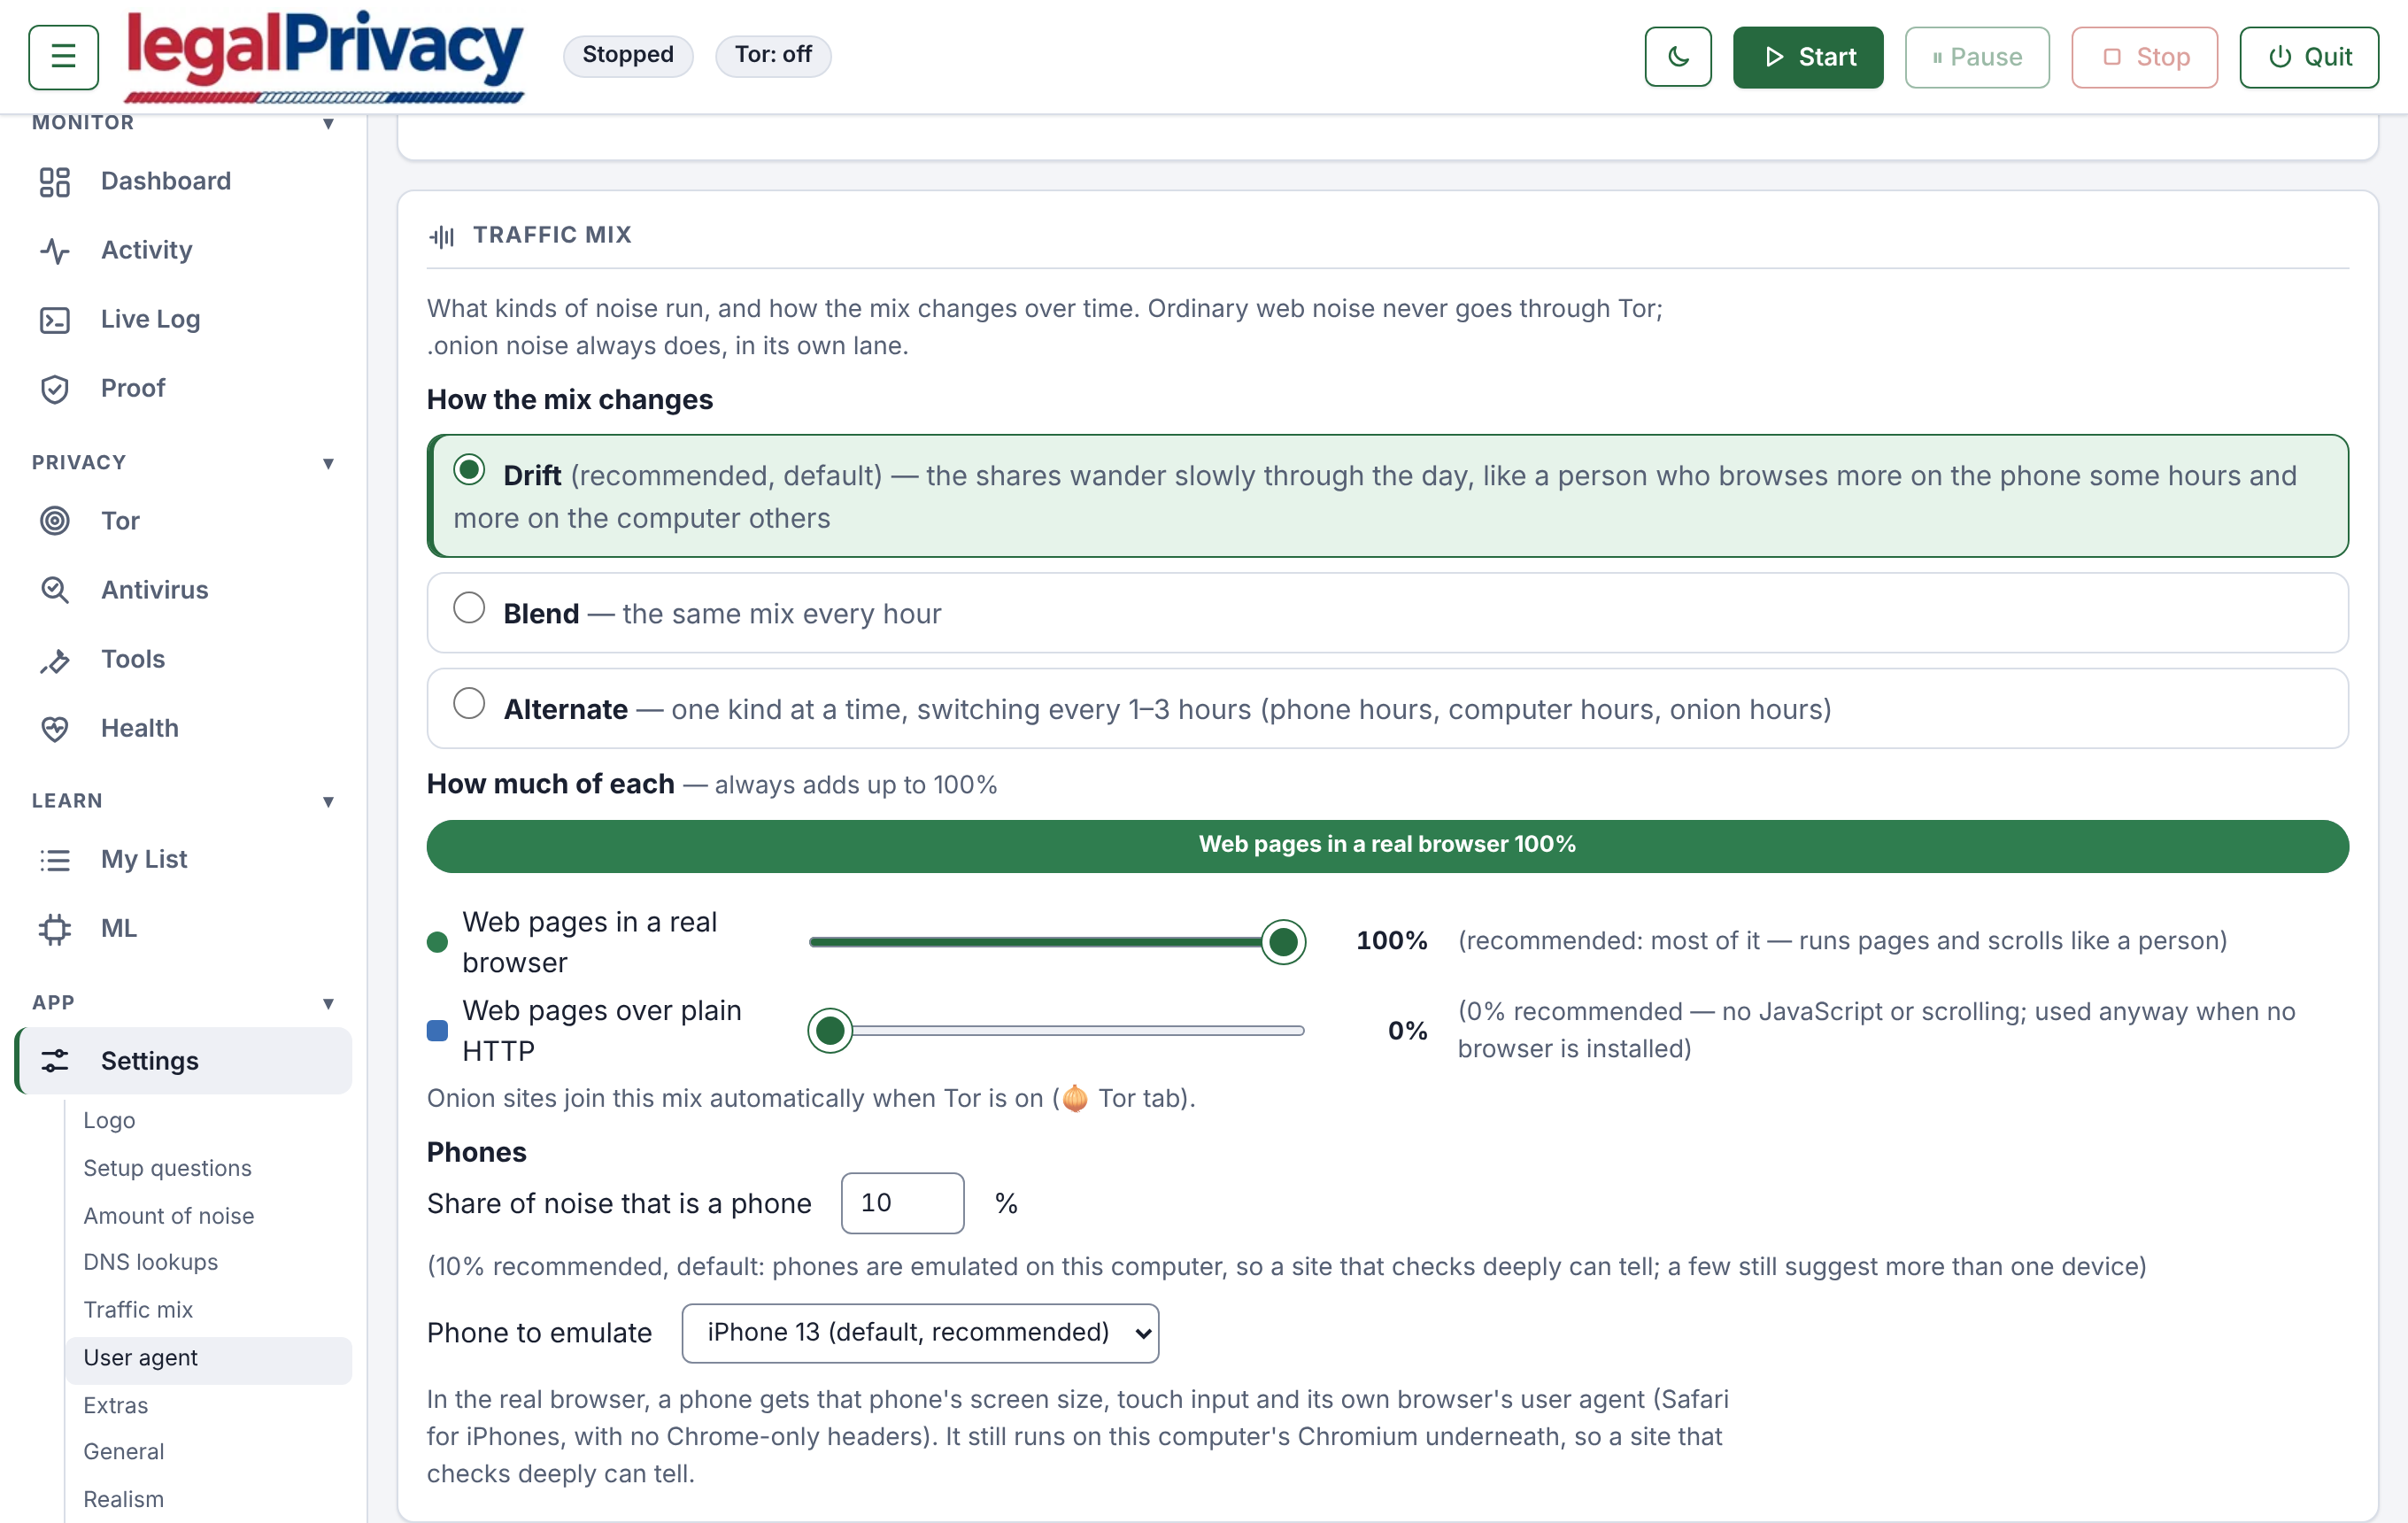 legalPrivacy
Stopped
Tor: off
Start
Pause
Stop
Quit
MONITOR
Dashboard
Activity
Live Log
Proof
PRIVACY
Tor
Antivirus
Tools
Health
LEARN
My List
ML
APP
Settings
Logo
Setup questions
Amount of noise
DNS lookups
Traffic mix
User agent
Extras
General
Realism
TRAFFIC MIX
What kinds of noise run, and how the mix changes over time. Ordinary web noise never goes through Tor;
.onion noise always does, in its own lane.
How the mix changes
Drift (recommended, default) — the shares wander slowly through the day, like a person who browses more on the phone some hours and
more on the computer others
Blend — the same mix every hour
Alternate — one kind at a time, switching every 1–3 hours (phone hours, computer hours, onion hours)
How much of each — always adds up to 100%
Web pages in a real browser 100%
Web pages in a real
browser
100%
(recommended: most of it — runs pages and scrolls like a person)
Web pages over plain
HTTP
0%
(0% recommended — no JavaScript or scrolling; used anyway when no
browser is installed)
Onion sites join this mix automatically when Tor is on (🧅 Tor tab).
Phones
Share of noise that is a phone 10 %
(10% recommended, default: phones are emulated on this computer, so a site that checks deeply can tell; a few still suggest more than one device)
Phone to emulate iPhone 13 (default, recommended)
In the real browser, a phone gets that phone's screen size, touch input and its own browser's user agent (Safari
for iPhones, with no Chrome-only headers). It still runs on this computer's Chromium underneath, so a site that
checks deeply can tell.